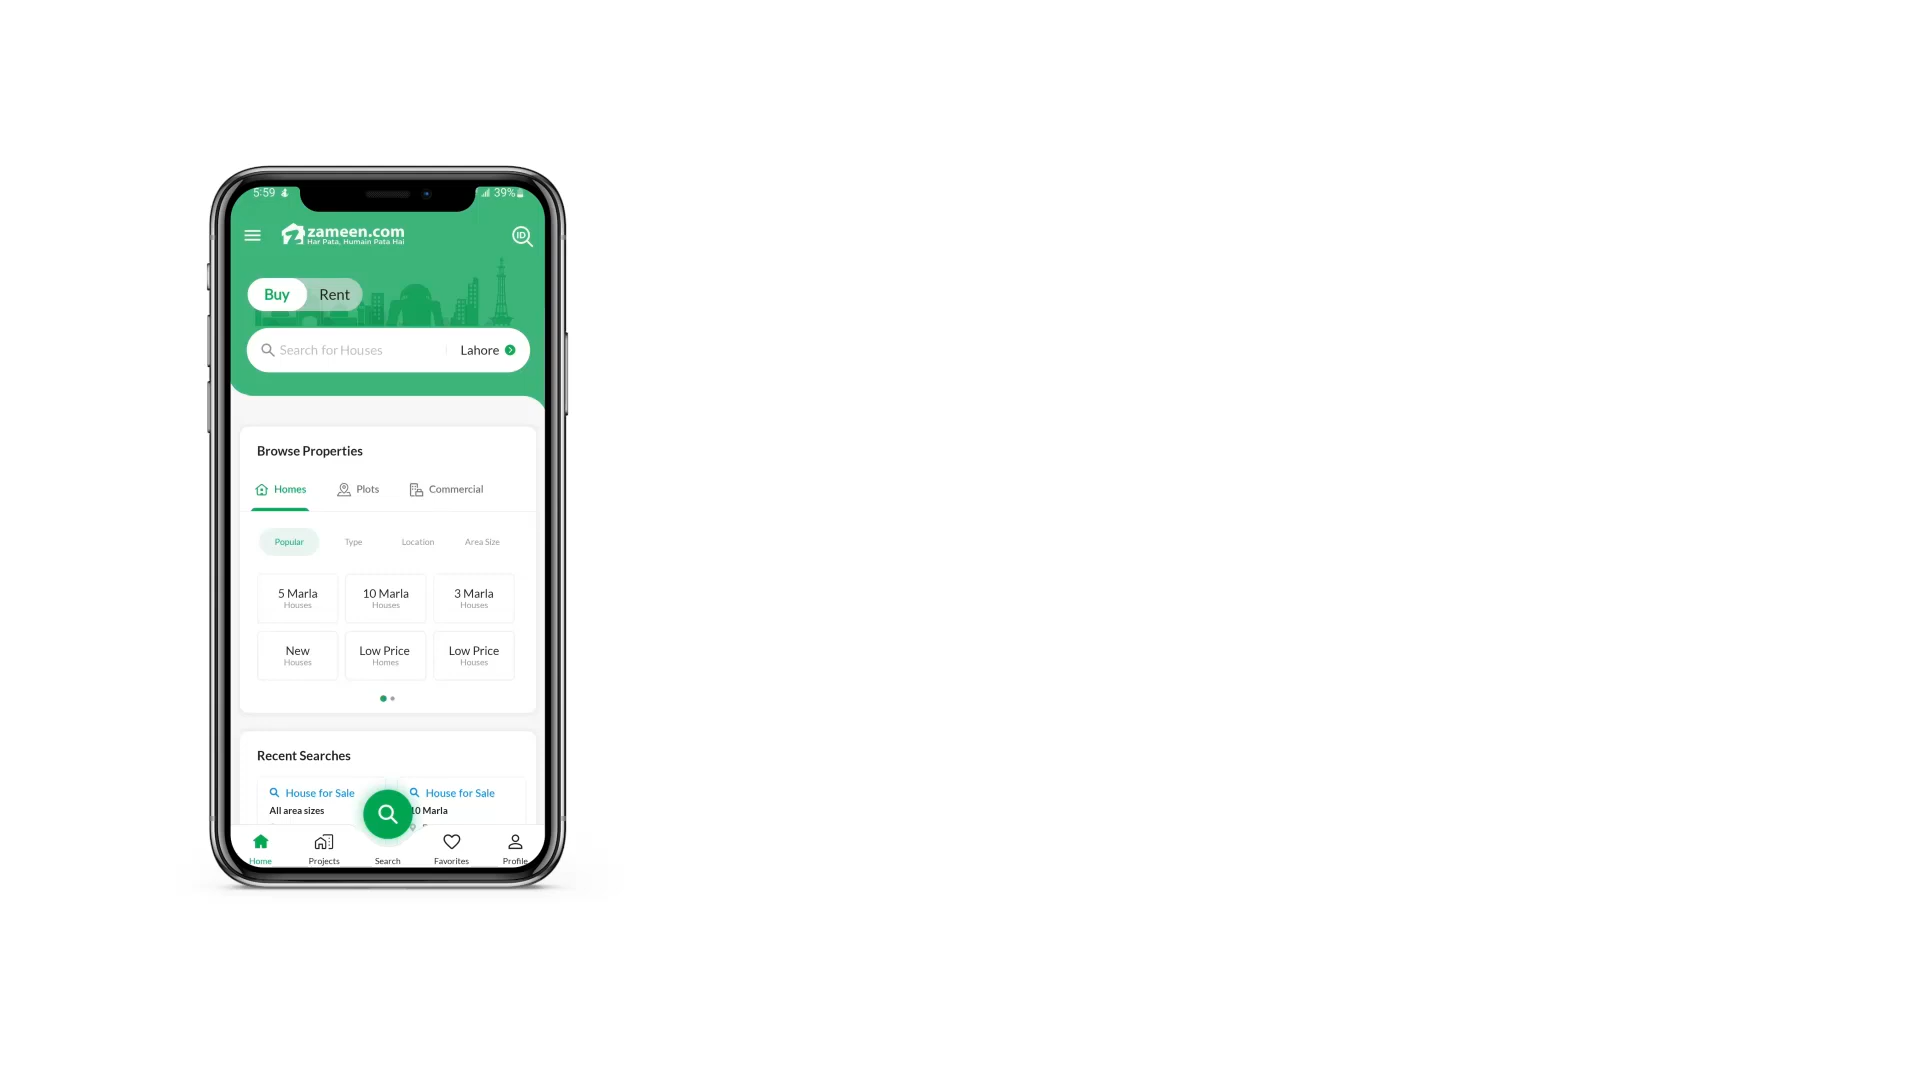 5:59
39%
zameen.com
Har Pata, Humain Pata Hai
ID
Buy Rent
Search for Houses Lahore
Browse Properties
Homes Plots Commercial
Popular Type Location Area Size
5 Marla 10 Marla 3 Marla
Houses Houses Houses
New Low Price Low Price
Houses Homes Houses
Recent Searches
House for Sale House for Sale
All area sizes 10 Marla
Home Projects Search Favorites Profile